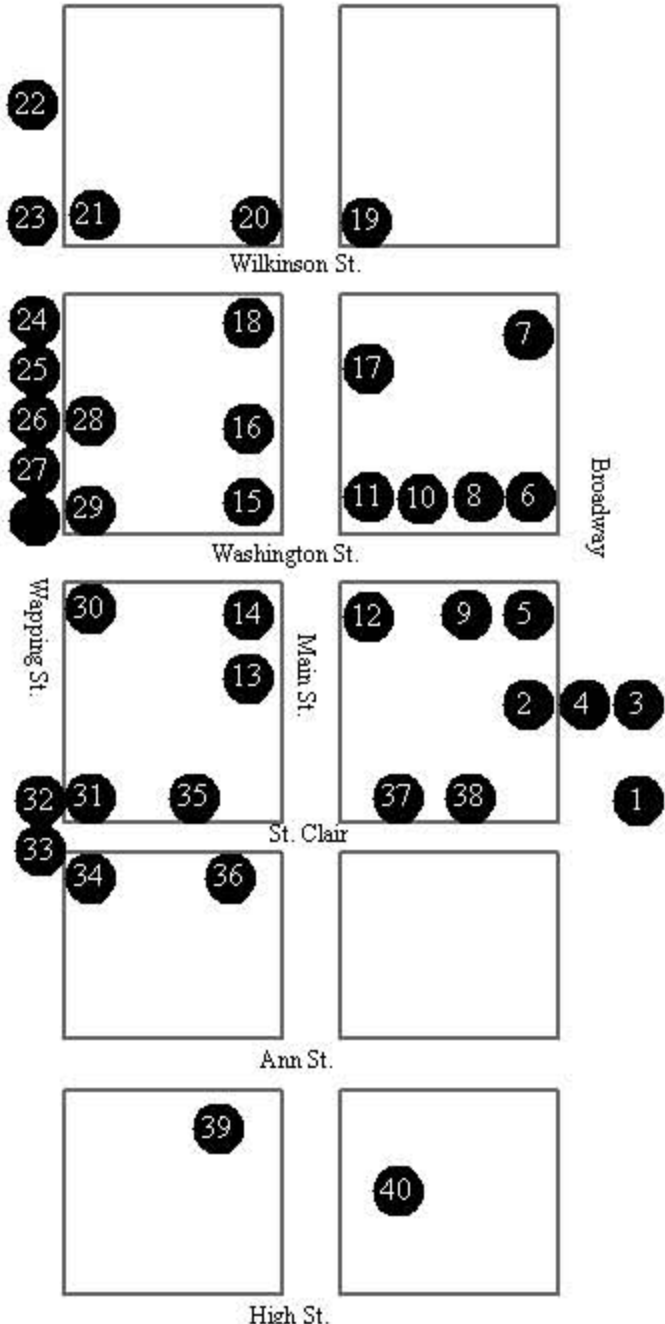 22
23 21 20 19
Wilkinson St.
24 18 7
25 17
26 28 16
27 29 15 11 10 8 6
Broadway
Washington St.
Wapping St.
30 14 12 9 5
Main St.
13 2 4 3
32 31 35 37 38 1
St. Clair
33 34 36
Ann St.
39
40
High St.